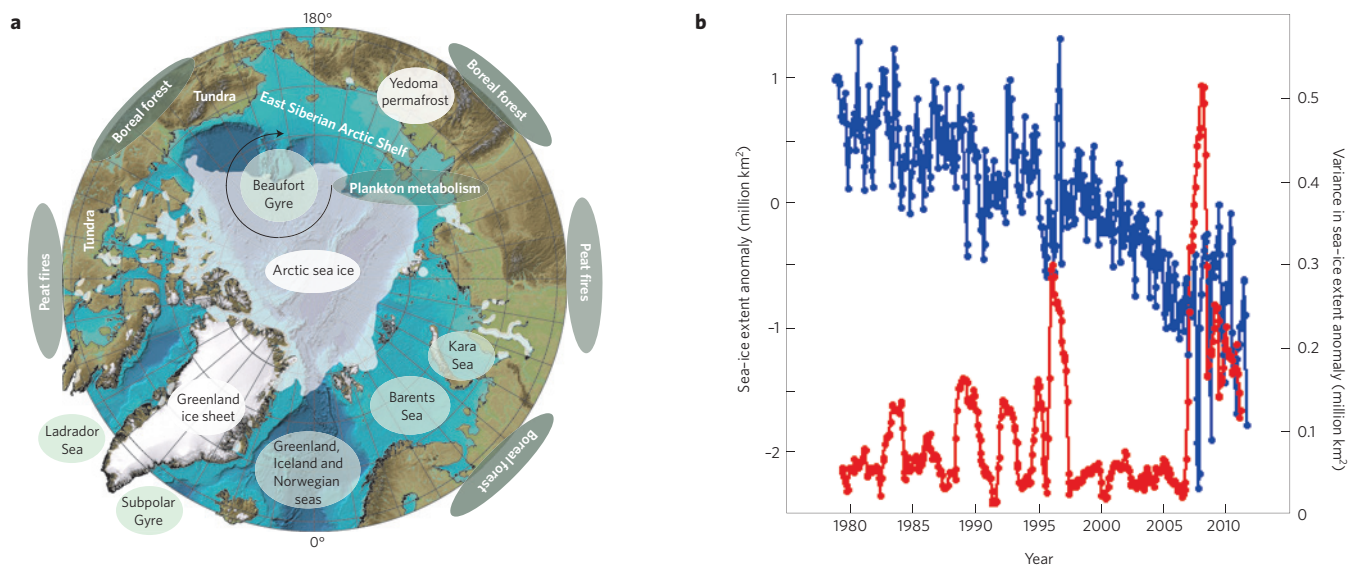 a
180°
Boreal forest
Tundra
East Siberian Arctic Shelf
Yedoma
permafrost
Boreal forest
Beaufort
Gyre
Plankton metabolism
Tundra
Peat fires
Arctic sea ice
Peat fires
Kara
Sea
Greenland
ice sheet
Barents
Sea
Ladrador
Sea
Greenland,
Iceland and
Norwegian
seas
Boreal forest
Subpolar
Gyre
0°
b
Sea-ice extent anomaly (million km²)
1
0
-1
-2
0.5
0.4
0.3
0.2
0.1
0
Variance in sea-ice extent anomaly (million km²)
1980
1985
1990
1995
2000
2005
2010
Year